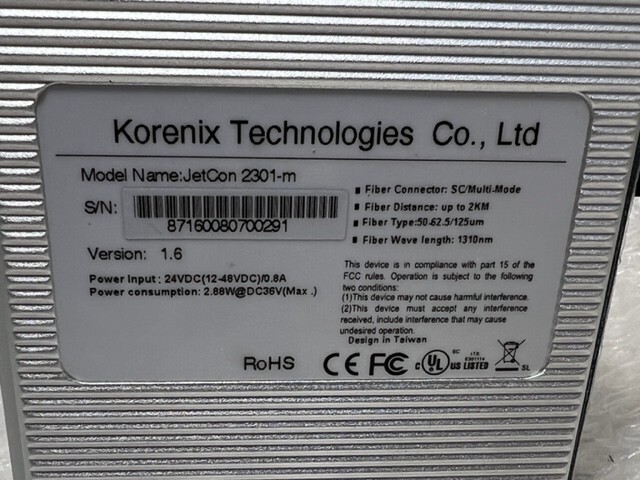 Korenix Technologies Co., Ltd
Model Name:JetCon 2301-m
S/N:
87160080700291
Version: 1.6
Power Input : 24VDC(12-48VDC)/0.8A
Power consumption: 2.88W@DC36V(Max .)
■ Fiber Connector: SC/Multi-Mode
■ Fiber Distance: up to 2KM
■ Fiber Type:50-62.5/125um
■ Fiber Wave length: 1310nm
This device is in compliance with part 15 of the
FCC rules. Operation is subject to the following
two conditions:
(1)This device may not cause harmful interference.
(2)This device must accept any interference
received, include interference that may cause
undesired operation.
Design in Taiwan
RoHS CE FC c UL US LISTED I.T.E. E301114 SL